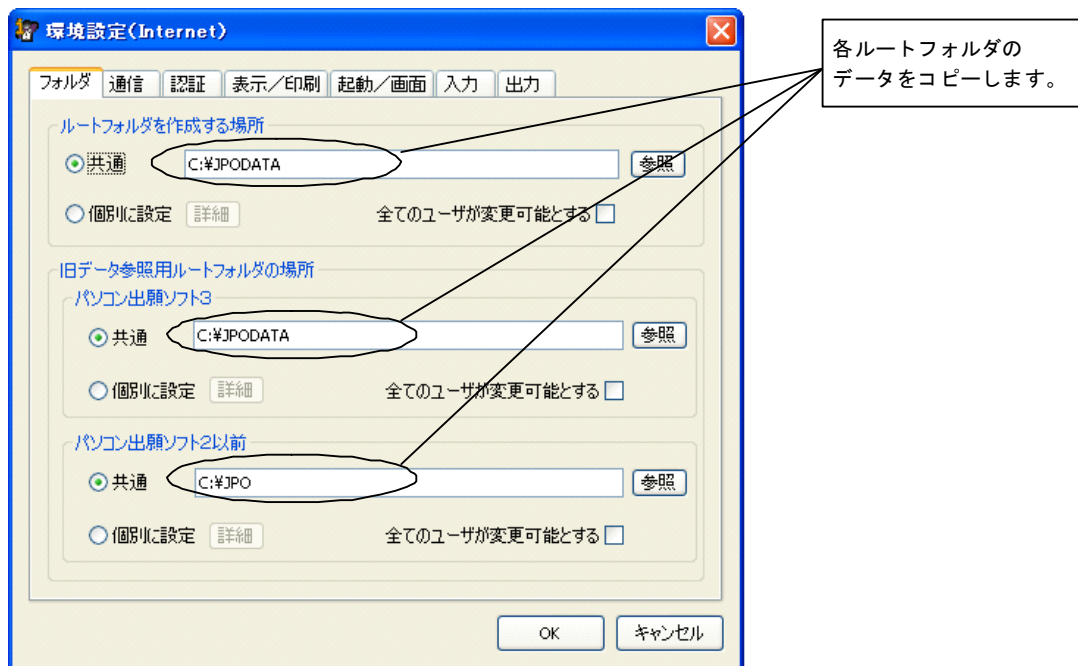 環境設定(Internet)
各ルートフォルダの
データをコピーします。
フォルダ 通信 認証 表示／印刷 起動／画面 入力 出力
ルートフォルダを作成する場所
共通 C:¥JPODATA 参照
個別に設定 詳細 全てのユーザが変更可能とする
旧データ参照用ルートフォルダの場所
パソコン出願ソフト3
共通 C:¥JPODATA 参照
個別に設定 詳細 全てのユーザが変更可能とする
パソコン出願ソフト2以前
共通 C:¥JPO 参照
個別に設定 詳細 全てのユーザが変更可能とする
OK キャンセル